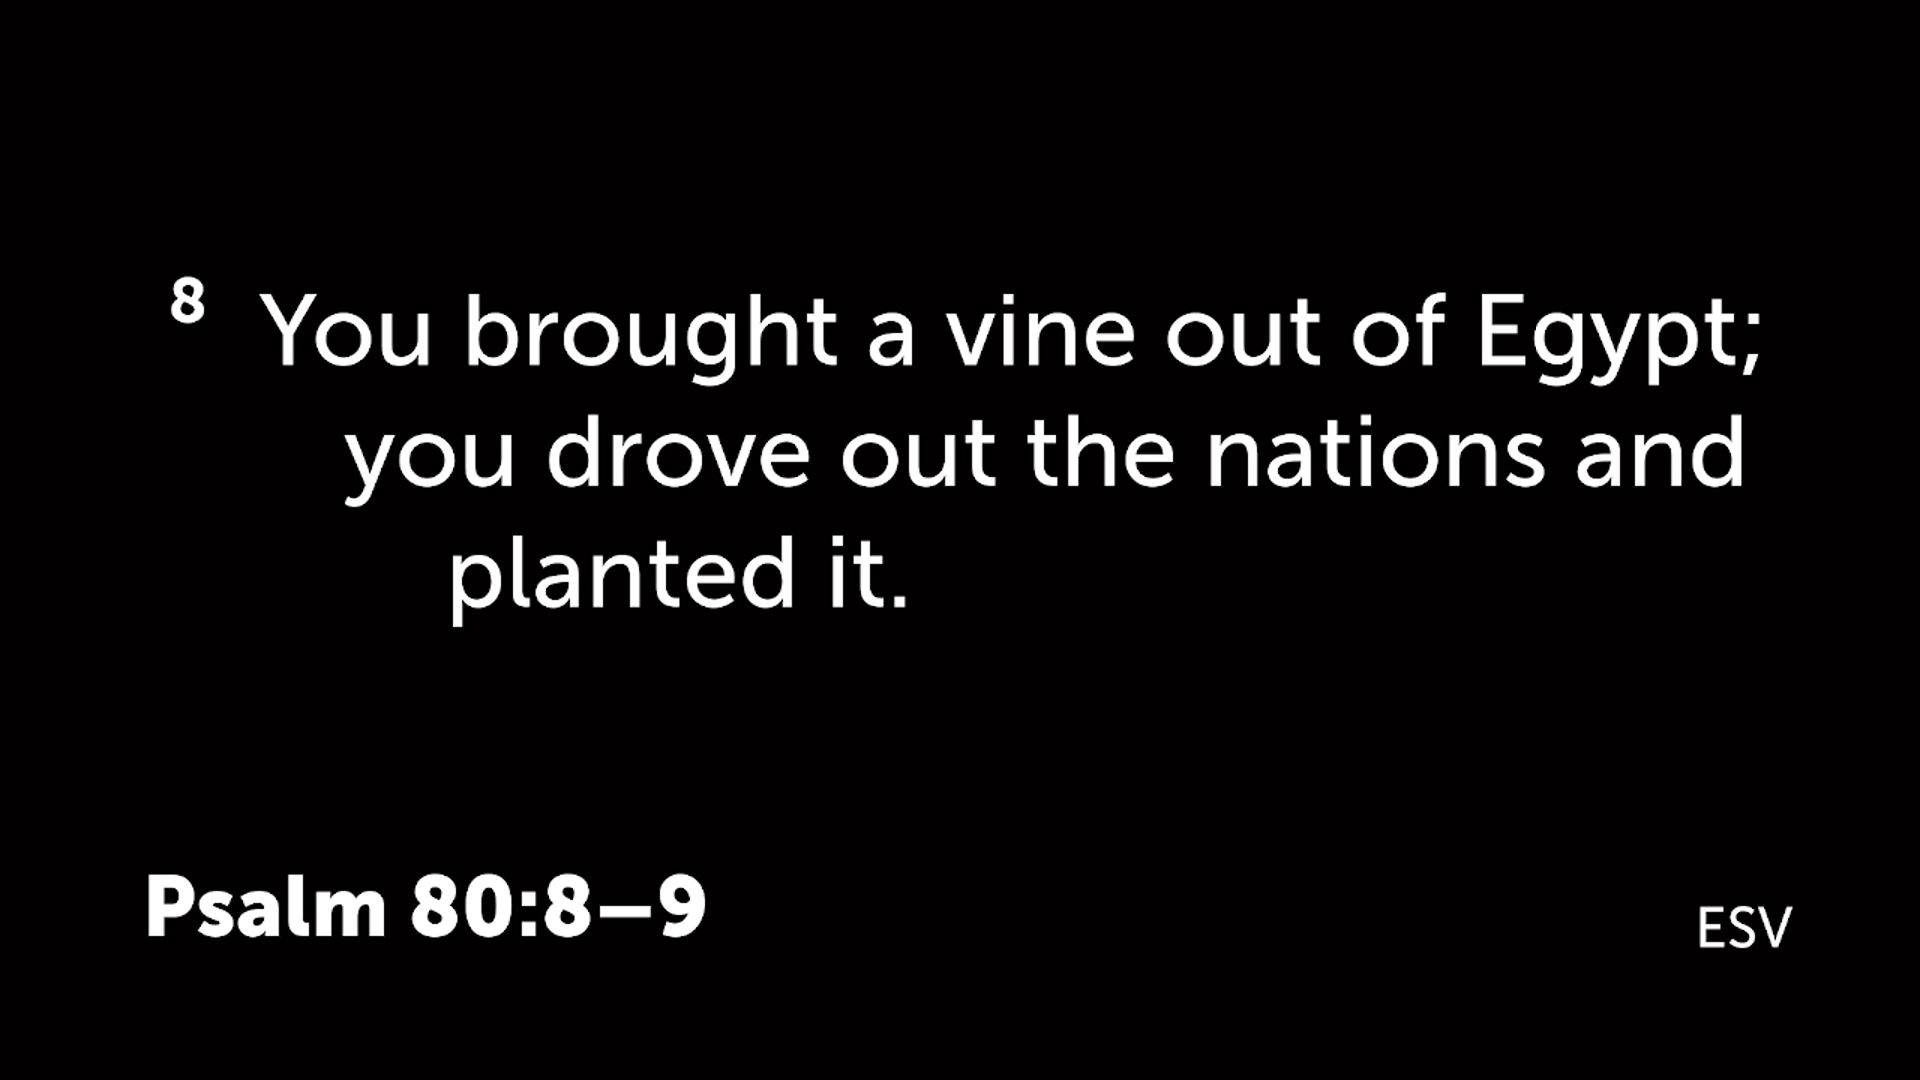 8 You brought a vine out of Egypt;
you drove out the nations and
planted it.
Psalm 80:8–9
ESV